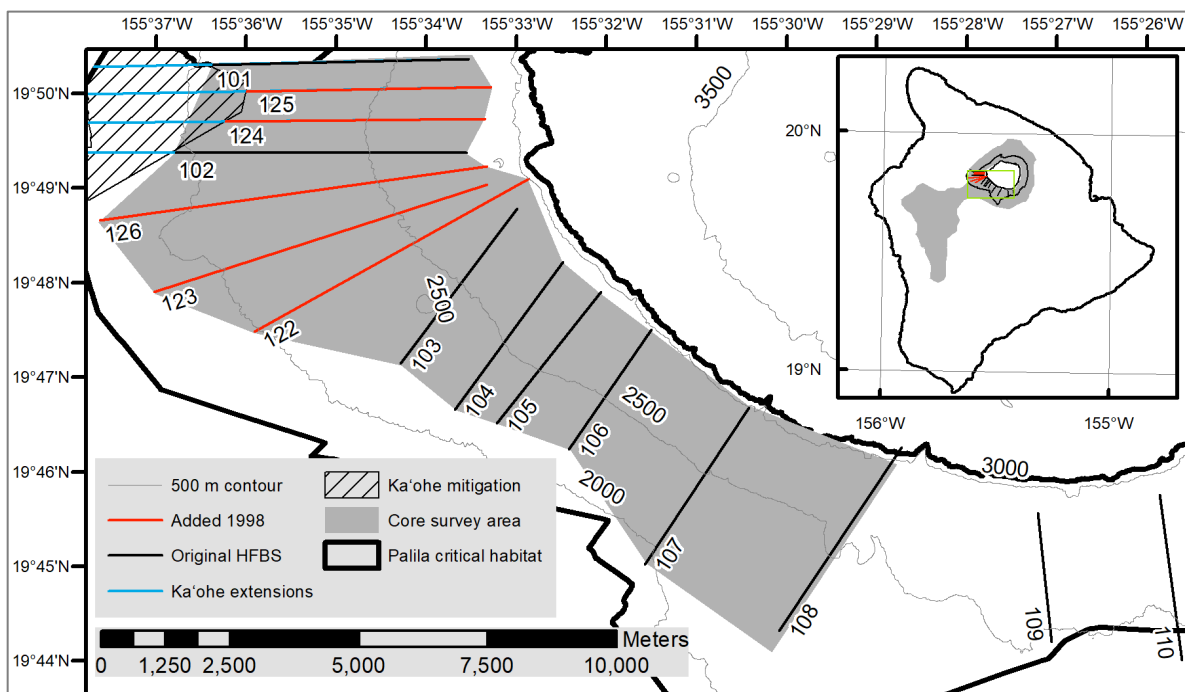 155°37'W 155°36'W 155°35'W 155°34'W 155°33'W 155°32'W 155°31'W 155°30'W 155°29'W 155°28'W 155°27'W 155°26'W
19°50'N
19°49'N
19°48'N
19°47'N
19°46'N
19°45'N
19°44'N
101
125
124
102
126
123
122
103
104
105
106
107
108
109
110
2500
2500
2000
3500
3000
20°N
19°N
156°W 155°W
500 m contour
Added 1998
Original HFBS
Kaʻohe extensions
Kaʻohe mitigation
Core survey area
Palila critical habitat
Meters
0 1,250 2,500 5,000 7,500 10,000